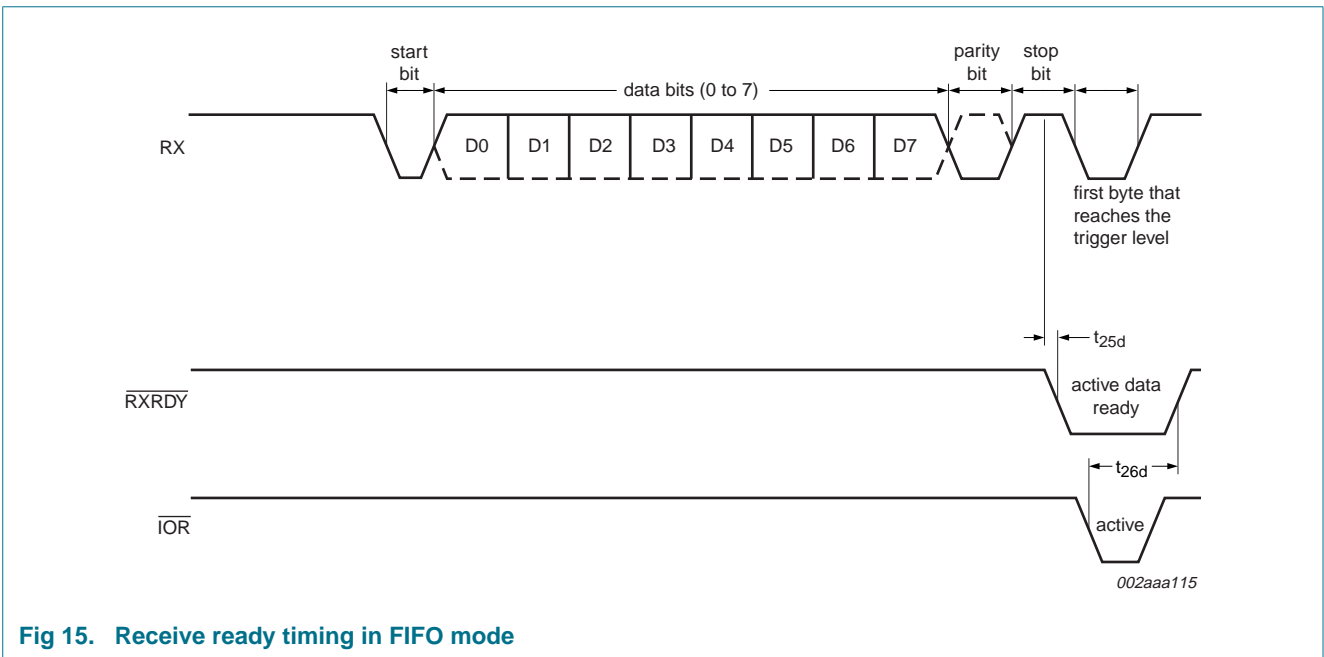 start
bit
data bits (0 to 7)
parity
bit
stop
bit
RX
D0 D1 D2 D3 D4 D5 D6 D7
first byte that
reaches the
trigger level
t25d
RXRDY
active data
ready
t26d
IOR
active
002aaa115
Fig 15. Receive ready timing in FIFO mode